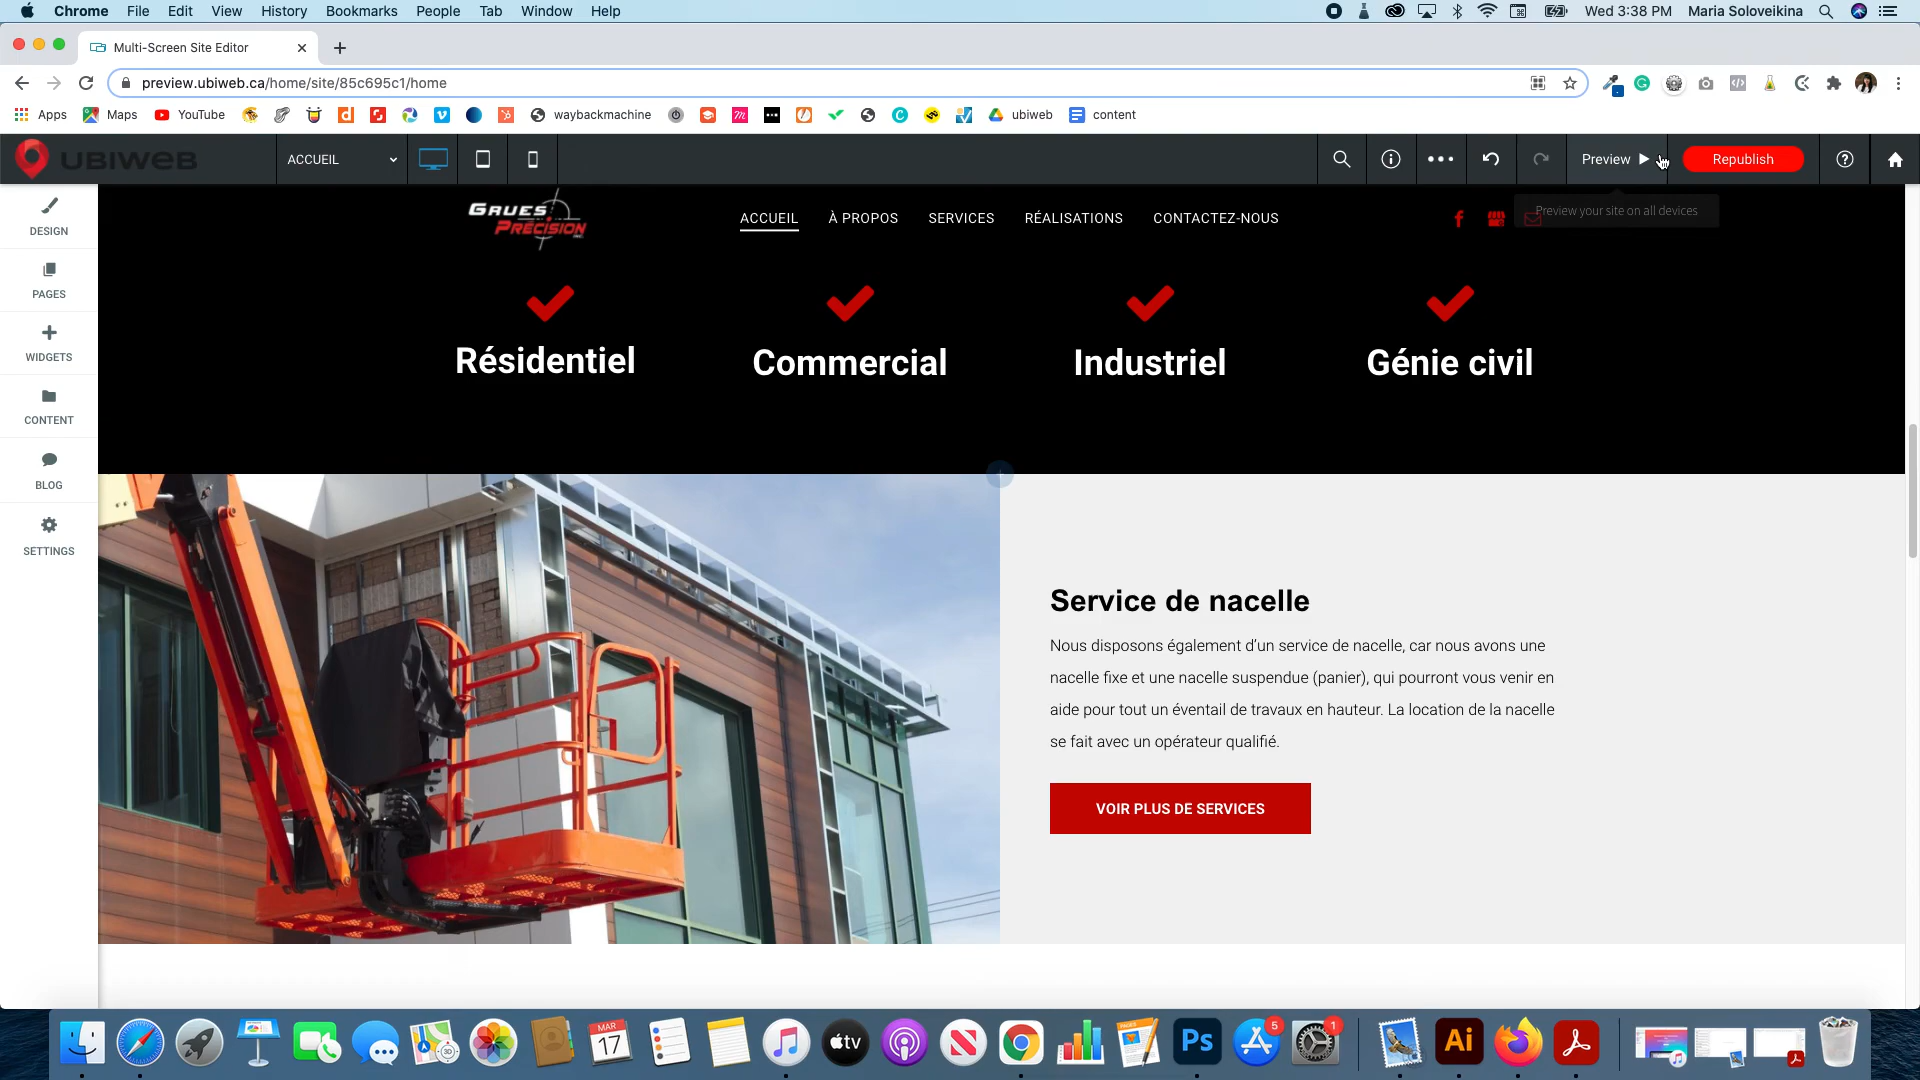 Chrome File Edit View History Bookmarks People Tab Window Help Wed 3:38 PM Maria Soloveikina
Multi-Screen Site Editor
preview.ubiweb.ca/home/site/85c695c1/home
Apps Maps YouTube waybackmachine ubiweb content
UBIWEB ACCUEIL Preview Republish
Preview your site on all devices
DESIGN
PAGES
WIDGETS
CONTENT
BLOG
SETTINGS
GRUES PRÉCISION INC.
ACCUEIL À PROPOS SERVICES RÉALISATIONS CONTACTEZ-NOUS
Résidentiel Commercial Industriel Génie civil
Service de nacelle
Nous disposons également d’un service de nacelle, car nous avons une
nacelle fixe et une nacelle suspendue (panier), qui pourront vous venir en
aide pour tout un éventail de travaux en hauteur. La location de la nacelle
se fait avec un opérateur qualifié.
VOIR PLUS DE SERVICES
MAR
17
tv
Ps
5
1
Ai